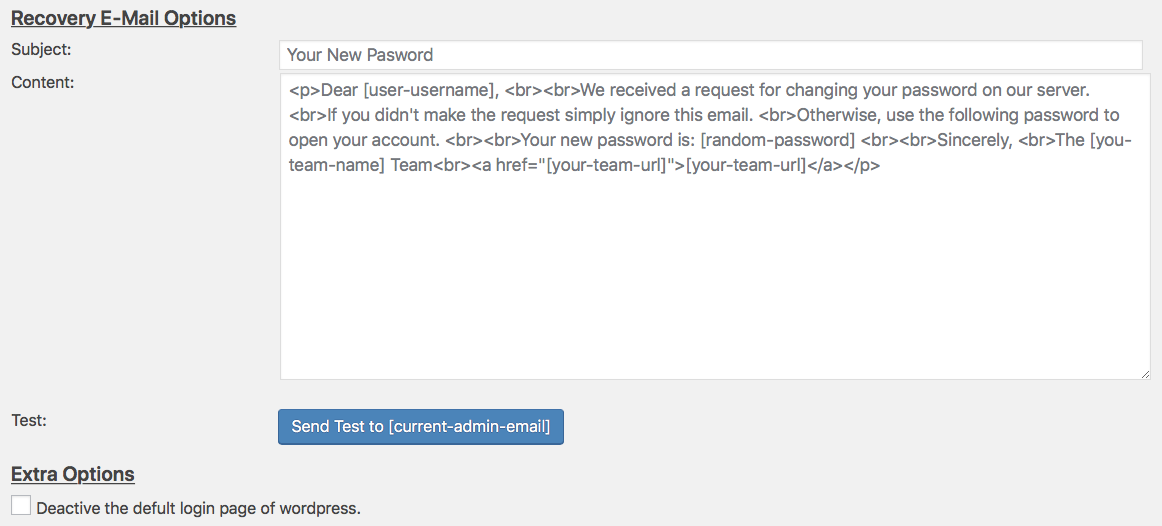 Recovery E-Mail Options
Subject:
Your New Pasword
Content:
<p>Dear [user-username], <br><br>We received a request for changing your password on our server.
<br>If you didn't make the request simply ignore this email. <br>Otherwise, use the following password to
open your account. <br><br>Your new password is: [random-password] <br><br>Sincerely, <br>The [you-
team-name] Team<br><a href="[your-team-url]">[your-team-url]</a></p>
Test:
Send Test to [current-admin-email]
Extra Options
Deactive the defult login page of wordpress.